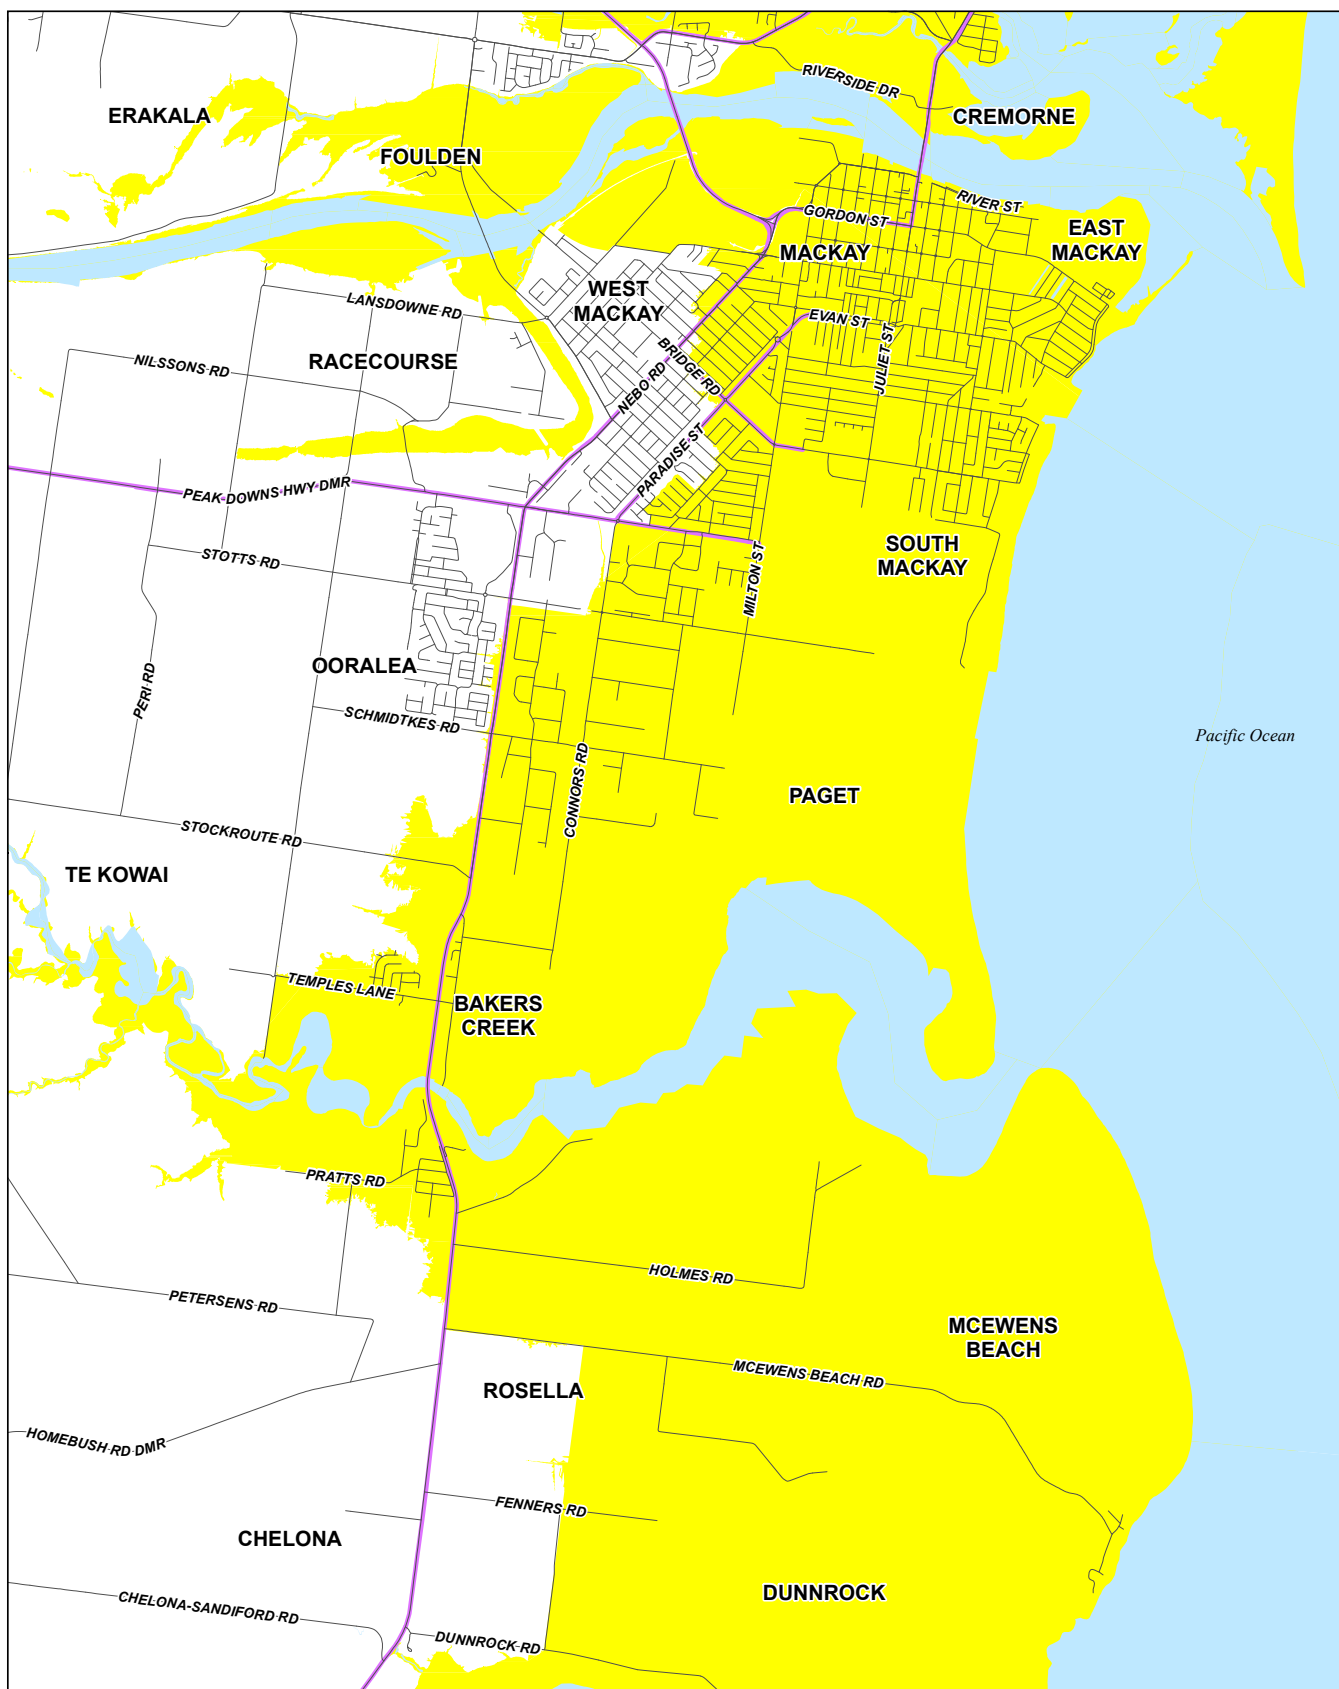 RIVERSIDE DR
ERAKALA
CREMORNE
FOULDEN
RIVER ST
GORDON ST
EAST
MACKAY
MACKAY
WEST
MACKAY
LANSDOWNE RD
EVAN ST
JULIET ST
BRIDGE RD
NILSSONS RD
RACECOURSE
NEBO RD
PARADISE ST
PEAK DOWNS HWY DMR
SOUTH
MACKAY
STOTTS RD
MILTON ST
OORALEA
PERI RD
SCHMIDTKES RD
Pacific Ocean
CONNORS RD
PAGET
STOCKROUTE RD
TE KOWAI
TEMPLES LANE
BAKERS
CREEK
PRATTS RD
HOLMES RD
PETERSENS RD
MCEWENS
BEACH
MCEWENS BEACH RD
ROSELLA
HOMEBUSH RD DMR
FENNERS RD
CHELONA
DUNNROCK
CHELONA-SANDIFORD RD
DUNNROCK RD